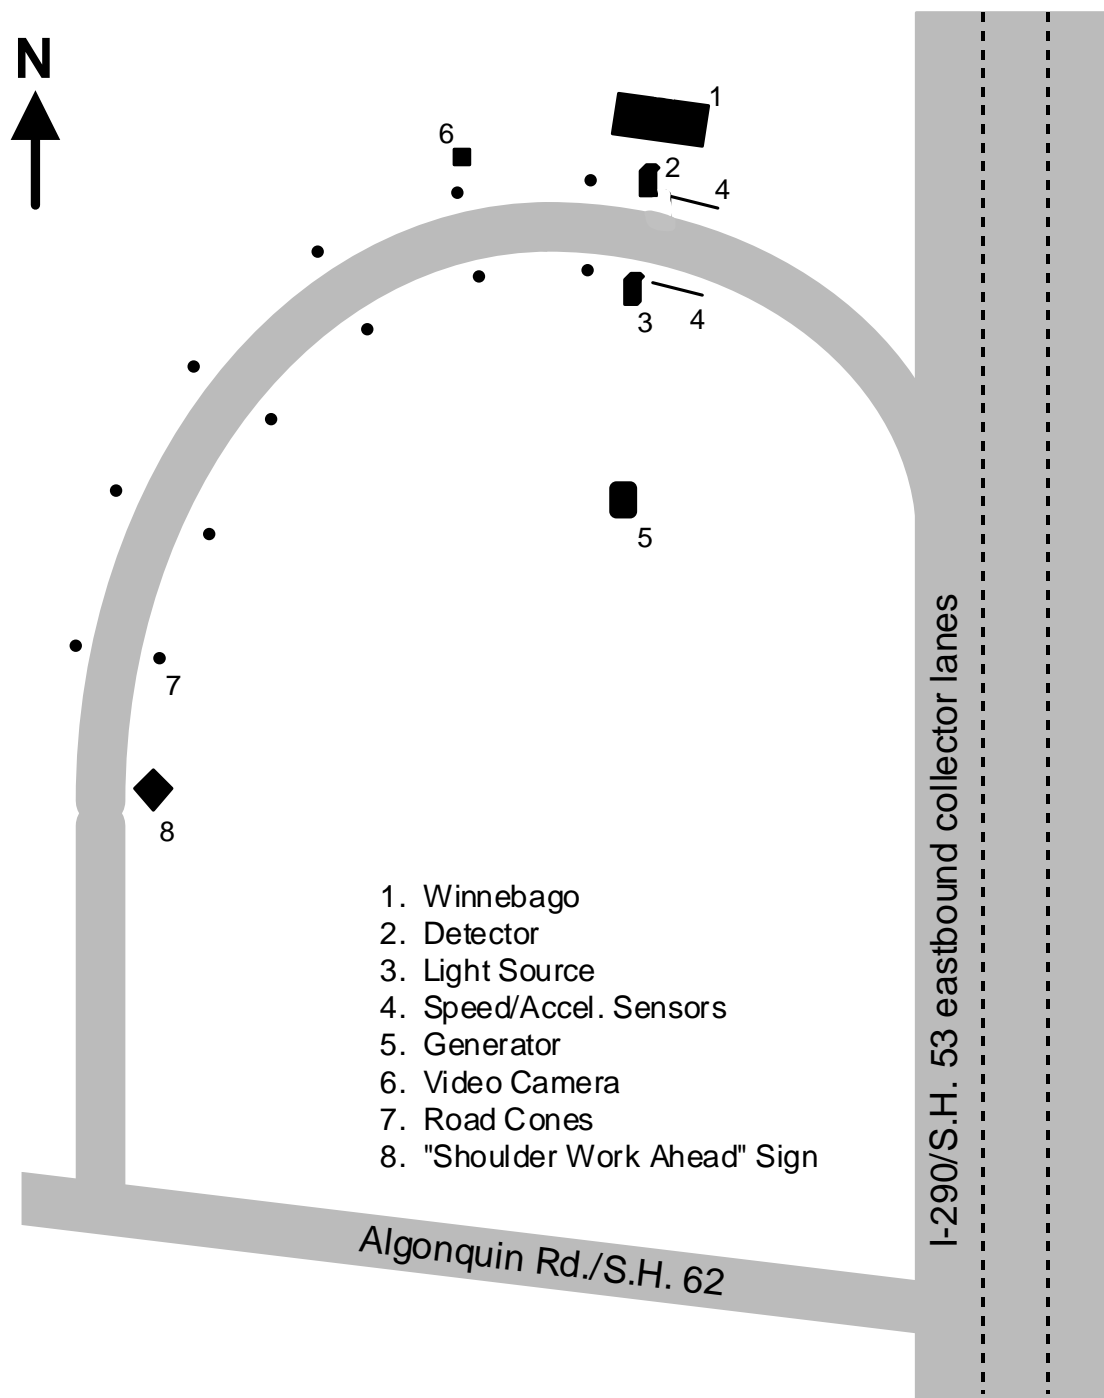 N
1
6
2
4
3
4
5
7
8
1. Winnebago
2. Detector
3. Light Source
4. Speed/Accel. Sensors
5. Generator
6. Video Camera
7. Road Cones
8. "Shoulder Work Ahead" Sign
Algonquin Rd./S.H. 62
I-290/S.H. 53 eastbound collector lanes